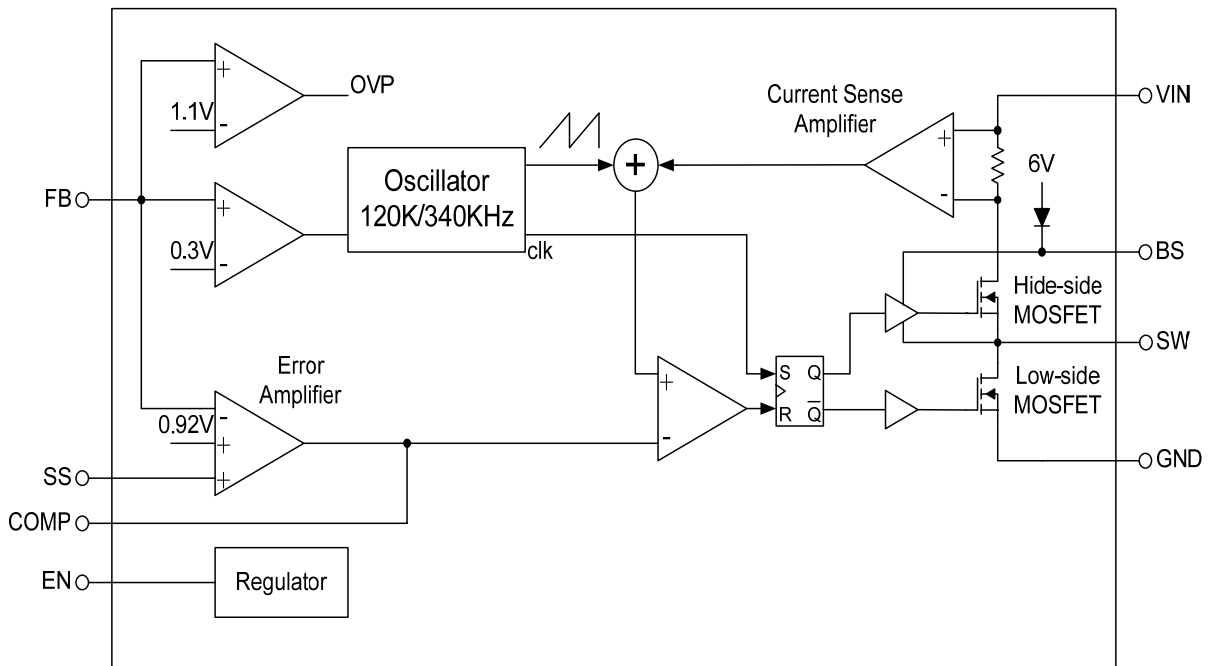 OVP
+
1.1V
-
Current Sense
Amplifier
VIN
+
-
+
6V
FB
+
0.3V
-
Oscillator
120K/340KHz
clk
BS
Hide-side
MOSFET
SW
Error
Amplifier
-
0.92V
+
+
+
-
S Q
R Q̅
Low-side
MOSFET
GND
SS
COMP
EN
Regulator